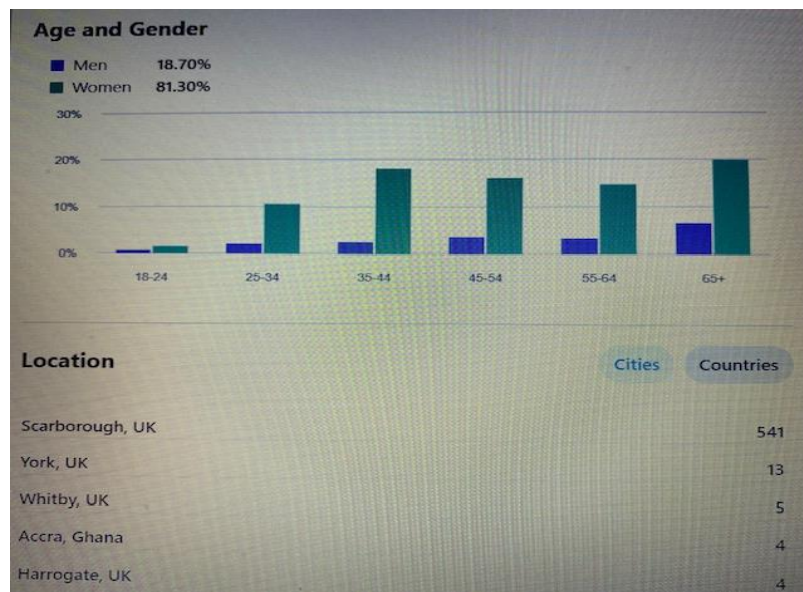 Age and Gender
Men 18.70%
Women 81.30%
30%
20%
10%
0%
18-24 25-34 35-44 45-54 55-64 65+
Location Cities Countries
Scarborough, UK 541
York, UK 13
Whitby, UK 5
Accra, Ghana 4
Harrogate, UK 4